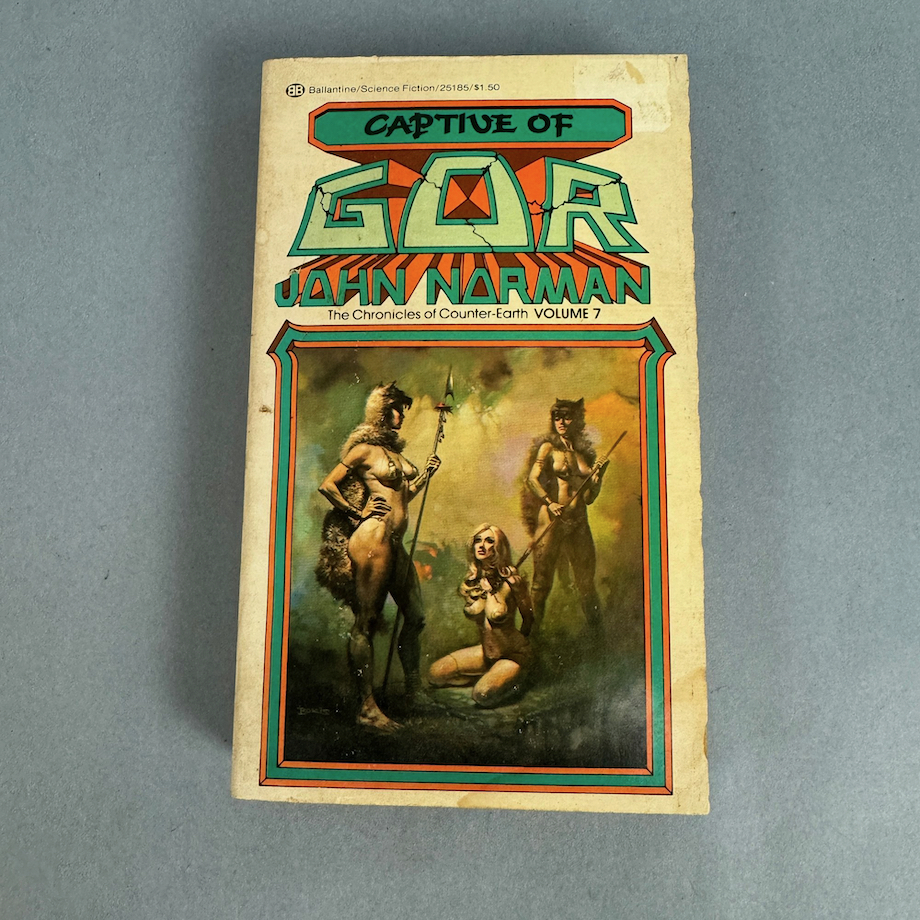 BB Ballantine/Science Fiction/25185/$1.50
CAPTIVE OF
GOR
JOHN NORMAN
The Chronicles of Counter-Earth VOLUME 7